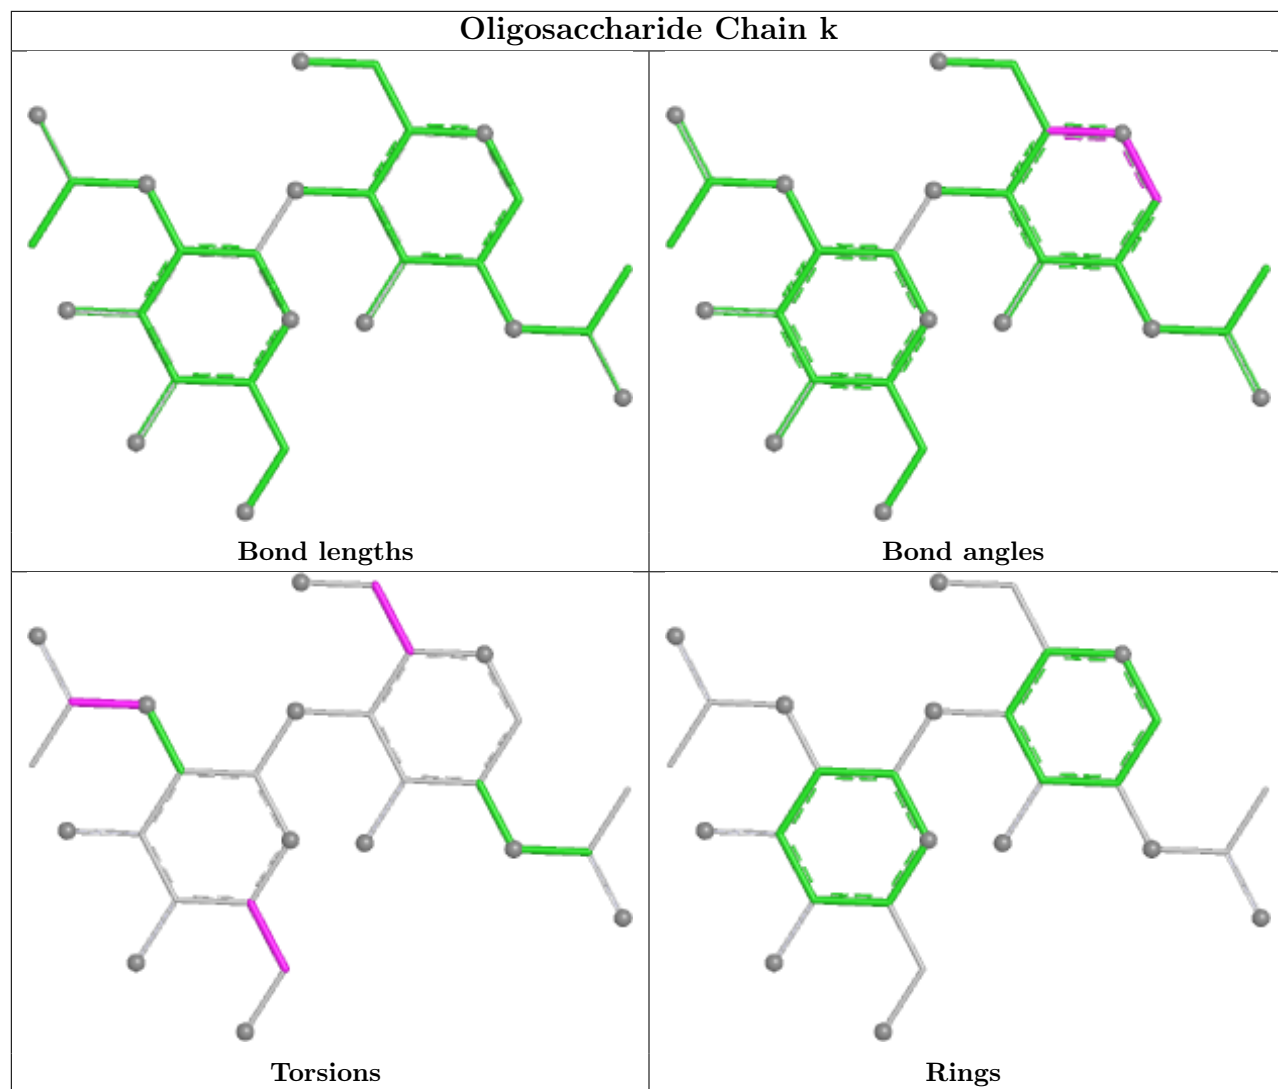 Oligosaccharide Chain k
Bond lengths
Bond angles
Torsions
Rings